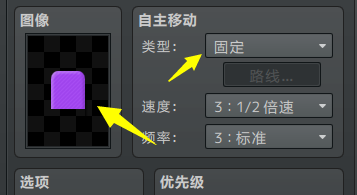 图像
自主移动
类型：
固定
路线...
速度：
3：1/2 倍速
频率：
3：标准
选项
优先级